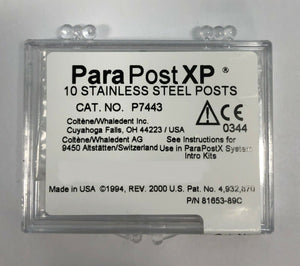 ParaPost XP ®
10 STAINLESS STEEL POSTS
CAT. NO. P7443
Coltène/Whaledent Inc.
Cuyahoga Falls, OH 44223 / USA
0344
Coltène/Whaledent AG See Instructions for
9450 Altstätten/Switzerland Use in ParaPostX System
Intro Kits
Made in USA ©1994, REV. 2000 U.S. Pat. No. 4,932,870
P/N 81653-89C